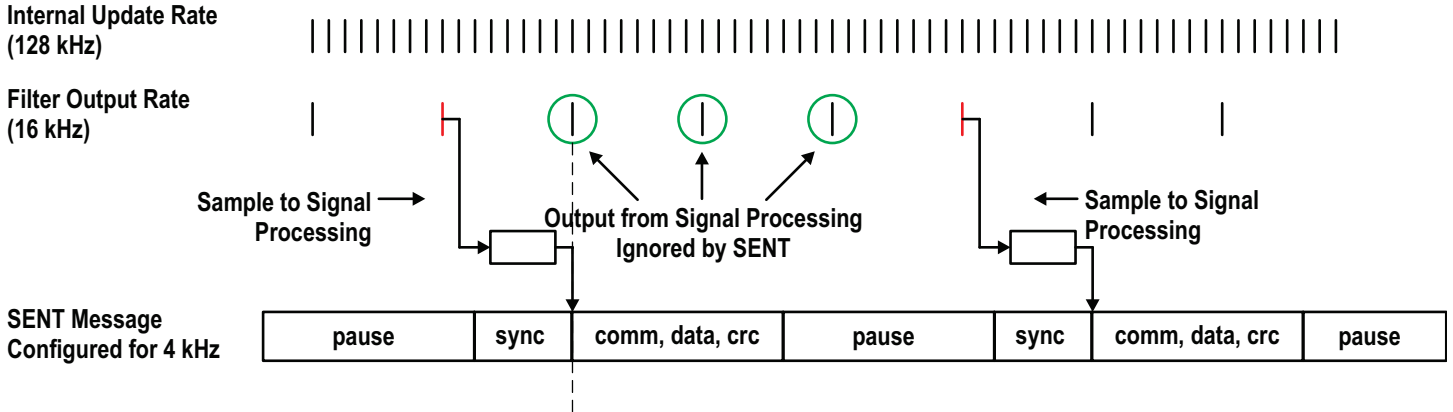 Internal Update Rate
(128 kHz)
Filter Output Rate
(16 kHz)
Sample to Signal
Processing
Output from Signal Processing
Ignored by SENT
Sample to Signal
Processing
SENT Message
Configured for 4 kHz
pause
sync
comm, data, crc
pause
sync
comm, data, crc
pause